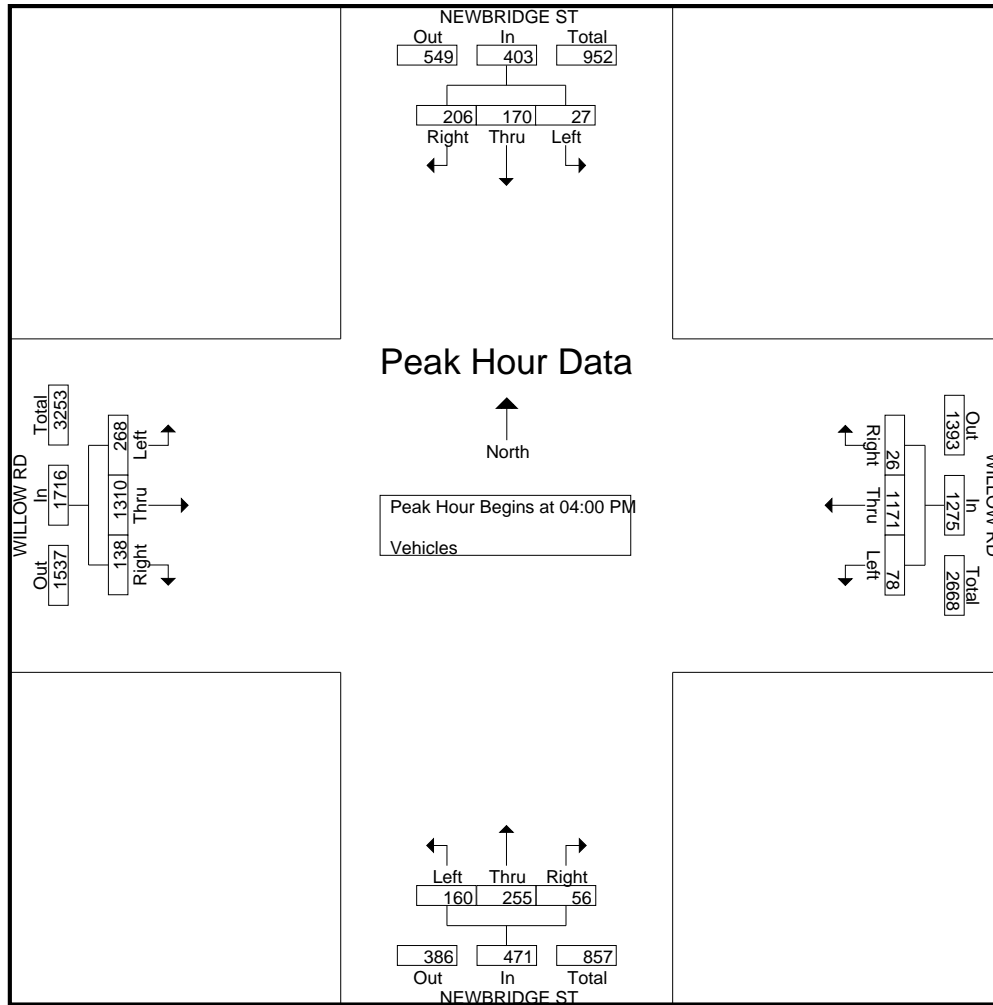 NEWBRIDGE ST
Out In Total
549 403 952
206 170 27
Right Thru Left
Peak Hour Data
North
Peak Hour Begins at 04:00 PM
Vehicles
WILLOW RD
Out In Total
1537 1716 3253
268 1310 138
Left Thru Right
WILLOW RD
Out In Total
1393 1275 2668
Right Thru Left
26 1171 78
Left Thru Right
160 255 56
386 471 857
Out In Total
NEWBRIDGE ST